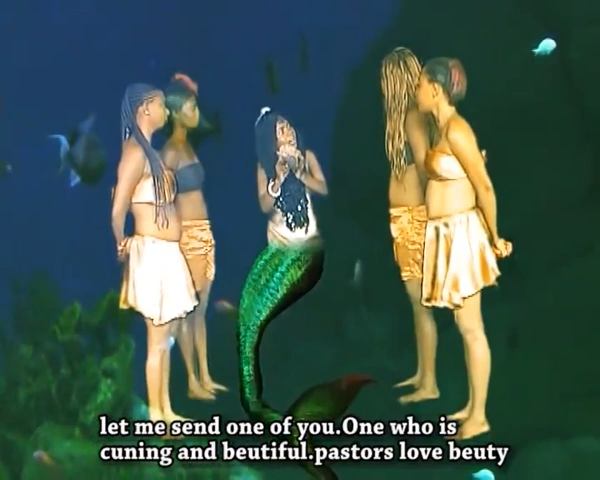 let me send one of you.One who is
cuning and beutiful.pastors love beuty